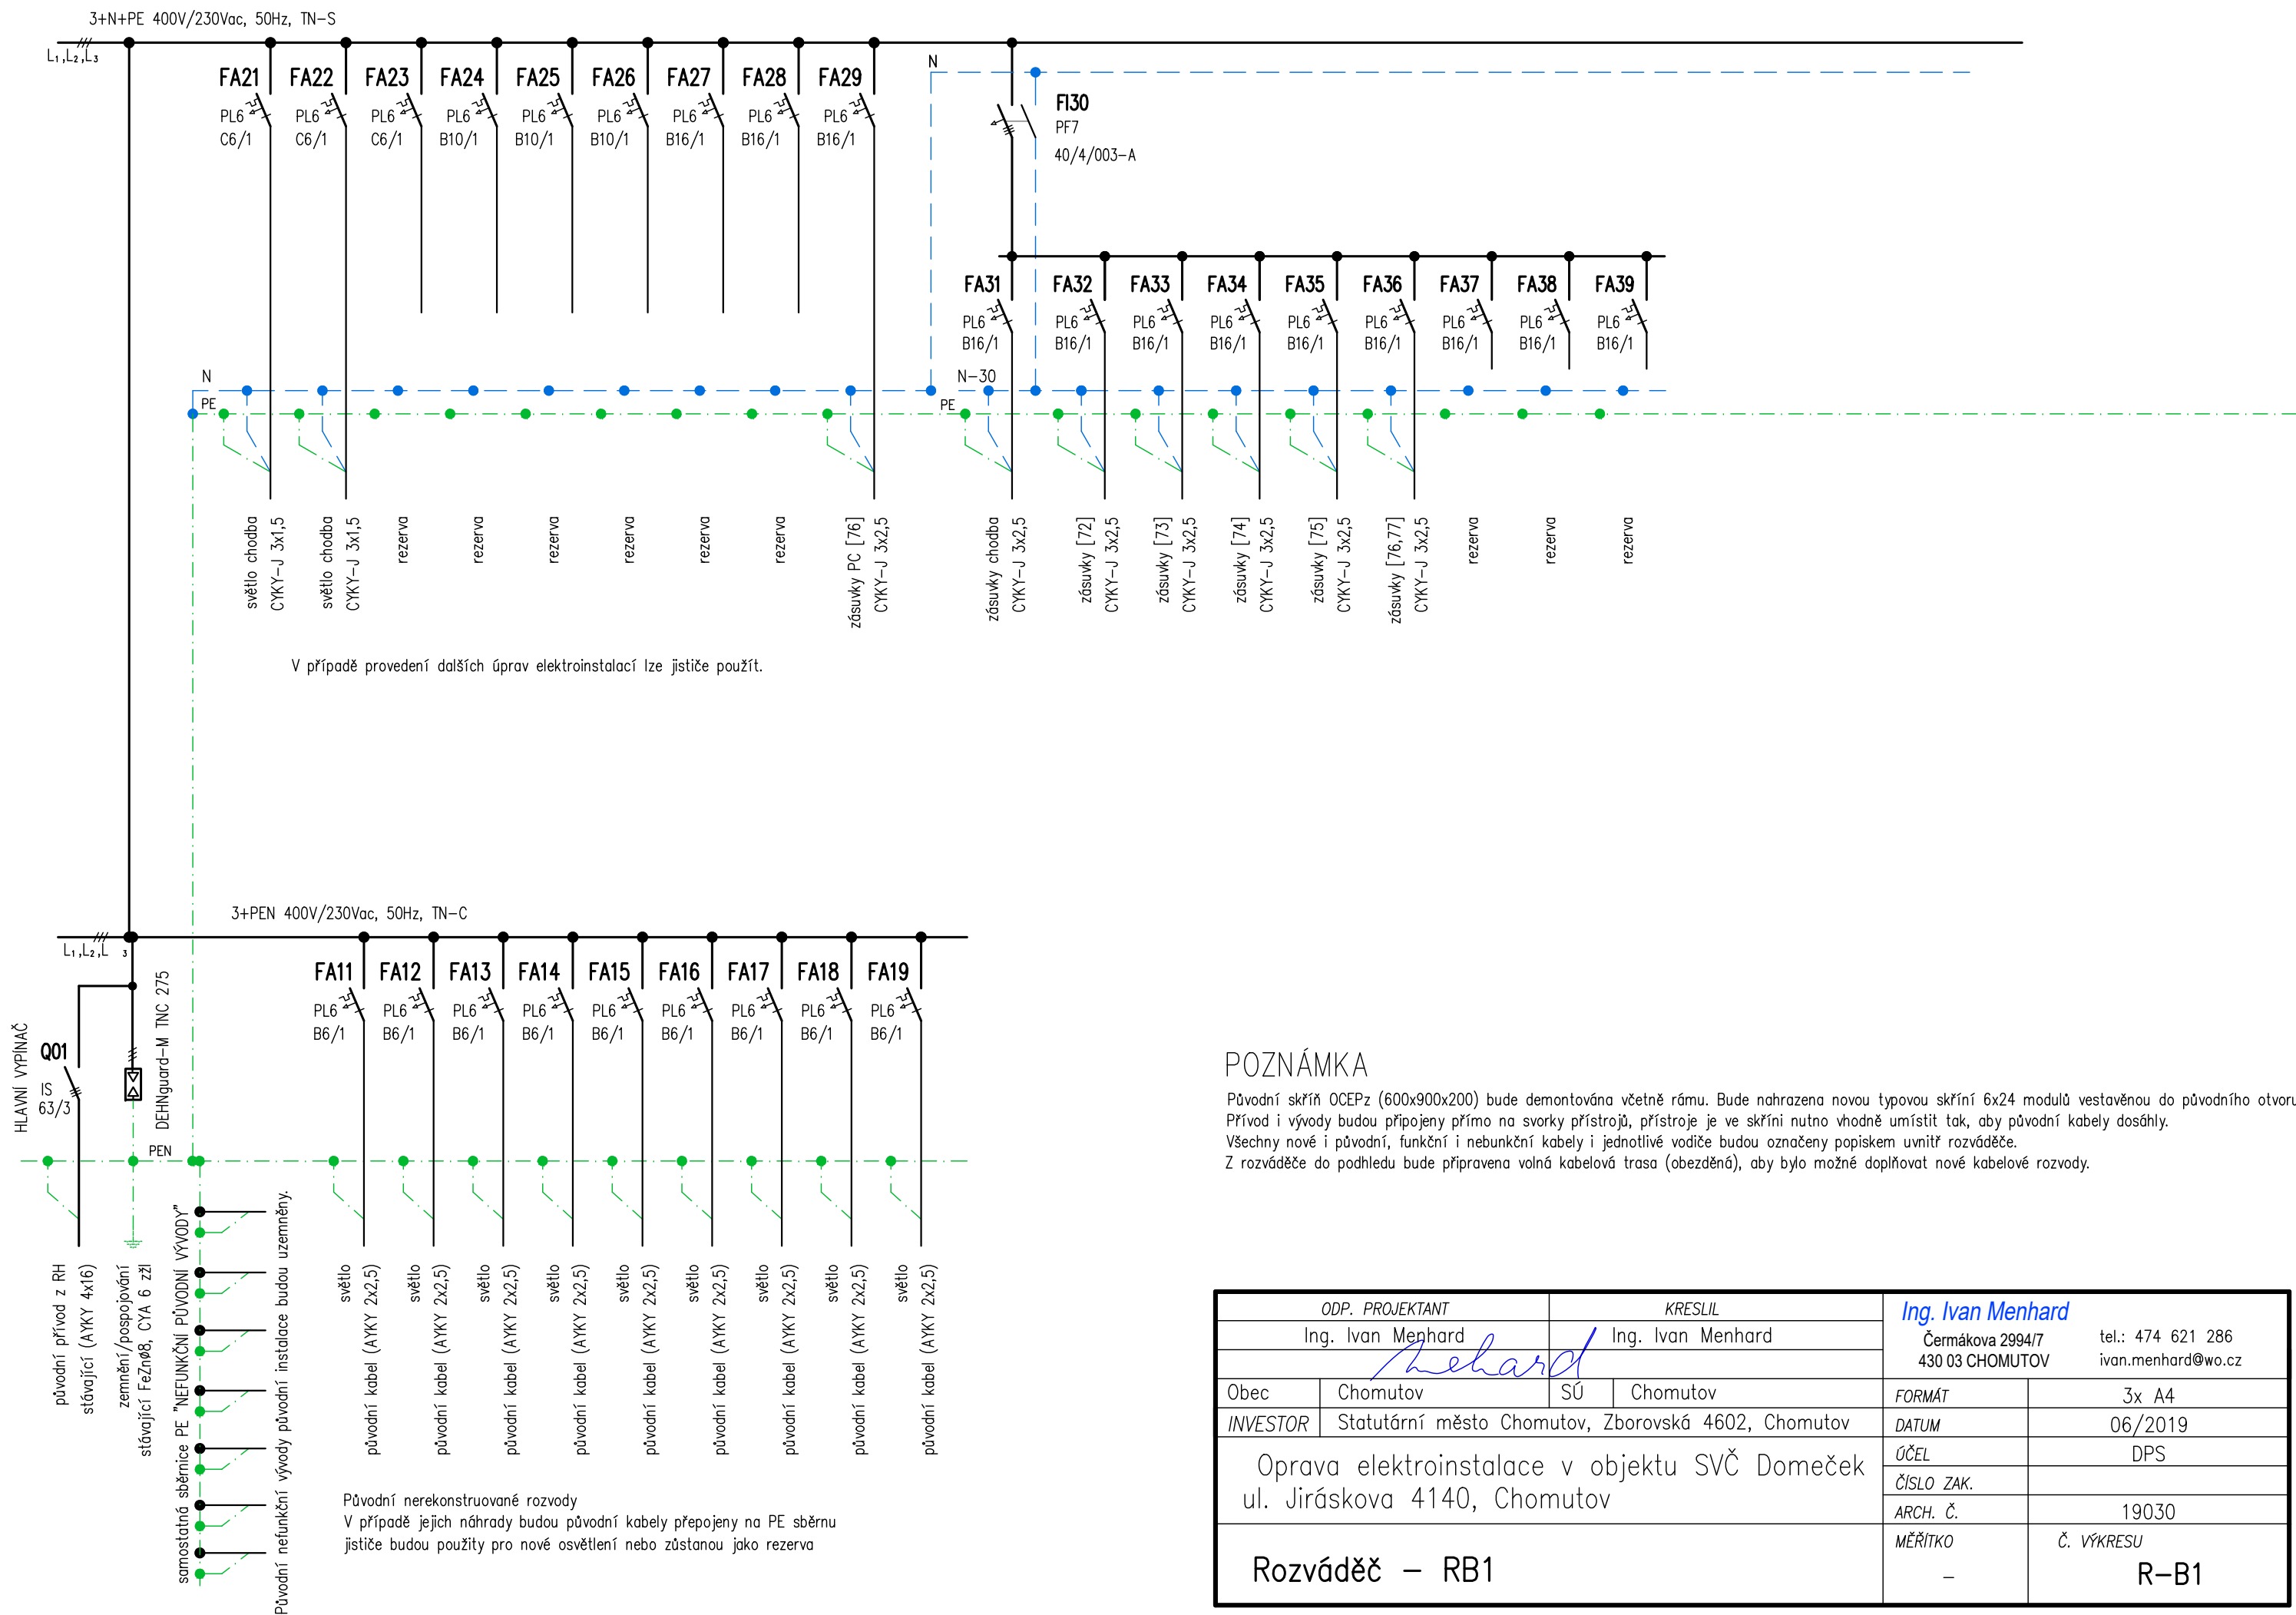 3+N+PE 400V/230Vac, 50Hz, TN-S
L1,L2,L3
FA21 FA22 FA23 FA24 FA25 FA26 FA27 FA28 FA29
PL6 PL6 PL6 PL6 PL6 PL6 PL6 PL6 PL6
C6/1 C6/1 C6/1 B10/1 B10/1 B10/1 B16/1 B16/1 B16/1
N
FI30
PF7
40/4/003-A
FA31 FA32 FA33 FA34 FA35 FA36 FA37 FA38 FA39
PL6 PL6 PL6 PL6 PL6 PL6 PL6 PL6 PL6
B16/1 B16/1 B16/1 B16/1 B16/1 B16/1 B16/1 B16/1 B16/1
N
N-30
PE
PE
světlo chodba
CYKY-J 3x1,5
světlo chodba
CYKY-J 3x1,5
rezerva
rezerva
rezerva
rezerva
rezerva
rezerva
zásuvky PC [76]
CYKY-J 3x2,5
zásuvky chodba
CYKY-J 3x2,5
zásuvky [72]
CYKY-J 3x2,5
zásuvky [73]
CYKY-J 3x2,5
zásuvky [74]
CYKY-J 3x2,5
zásuvky [75]
CYKY-J 3x2,5
zásuvky [76,77]
CYKY-J 3x2,5
rezerva
rezerva
rezerva
V případě provedení dalších úprav elektroinstalací lze jističe použít.
3+PEN 400V/230Vac, 50Hz, TN-C
L1,L2,L 3
FA11 FA12 FA13 FA14 FA15 FA16 FA17 FA18 FA19
PL6 PL6 PL6 PL6 PL6 PL6 PL6 PL6 PL6
B6/1 B6/1 B6/1 B6/1 B6/1 B6/1 B6/1 B6/1 B6/1
HLAVNÍ VYPÍNAČ
Q01
IS
63/3
DEHNguard-M TNC 275
PEN
původní přívod z RH
stávající (AYKY 4x16)
zemnění/pospojování
stávající FeZnø8, CYA 6 zžl
samostatná sběrnice PE "NEFUNKČNÍ PŮVODNÍ VÝVODY"
Původní nefunkční vývody původní instalace budou uzemněny.
světlo
původní kabel (AYKY 2x2,5)
světlo
původní kabel (AYKY 2x2,5)
světlo
původní kabel (AYKY 2x2,5)
světlo
původní kabel (AYKY 2x2,5)
světlo
původní kabel (AYKY 2x2,5)
světlo
původní kabel (AYKY 2x2,5)
světlo
původní kabel (AYKY 2x2,5)
světlo
původní kabel (AYKY 2x2,5)
světlo
původní kabel (AYKY 2x2,5)
Původní nerekonstruované rozvody
V případě jejich náhrady budou původní kabely přepojeny na PE sběrnu
jističe budou použity pro nové osvětlení nebo zůstanou jako rezerva
POZNÁMKA
Původní skříň OCEPz (600x900x200) bude demontována včetně rámu. Bude nahrazena novou typovou skříní 6x24 modulů vestavěnou do původního otvoru
Přívod i vývody budou připojeny přímo na svorky přístrojů, přístroje je ve skříni nutno vhodně umístit tak, aby původní kabely dosáhly.
Všechny nové i původní, funkční i nebunkční kabely i jednotlivé vodiče budou označeny popiskem uvnitř rozváděče.
Z rozváděče do podhledu bude připravena volná kabelová trasa (obezděná), aby bylo možné doplňovat nové kabelové rozvody.
ODP. PROJEKTANT KRESLIL
Ing. Ivan Menhard Ing. Ivan Menhard
Ing. Ivan Menhard
Čermákova 2994/7
430 03 CHOMUTOV
tel.: 474 621 286
ivan.menhard@wo.cz
Obec Chomutov SÚ Chomutov
INVESTOR Statutární město Chomutov, Zborovská 4602, Chomutov
Oprava elektroinstalace v objektu SVČ Domeček
ul. Jiráskova 4140, Chomutov
Rozváděč - RB1
FORMÁT 3x A4
DATUM 06/2019
ÚČEL DPS
ČÍSLO ZAK.
ARCH. Č. 19030
MĚŘÍTKO Č. VÝKRESU
- R-B1